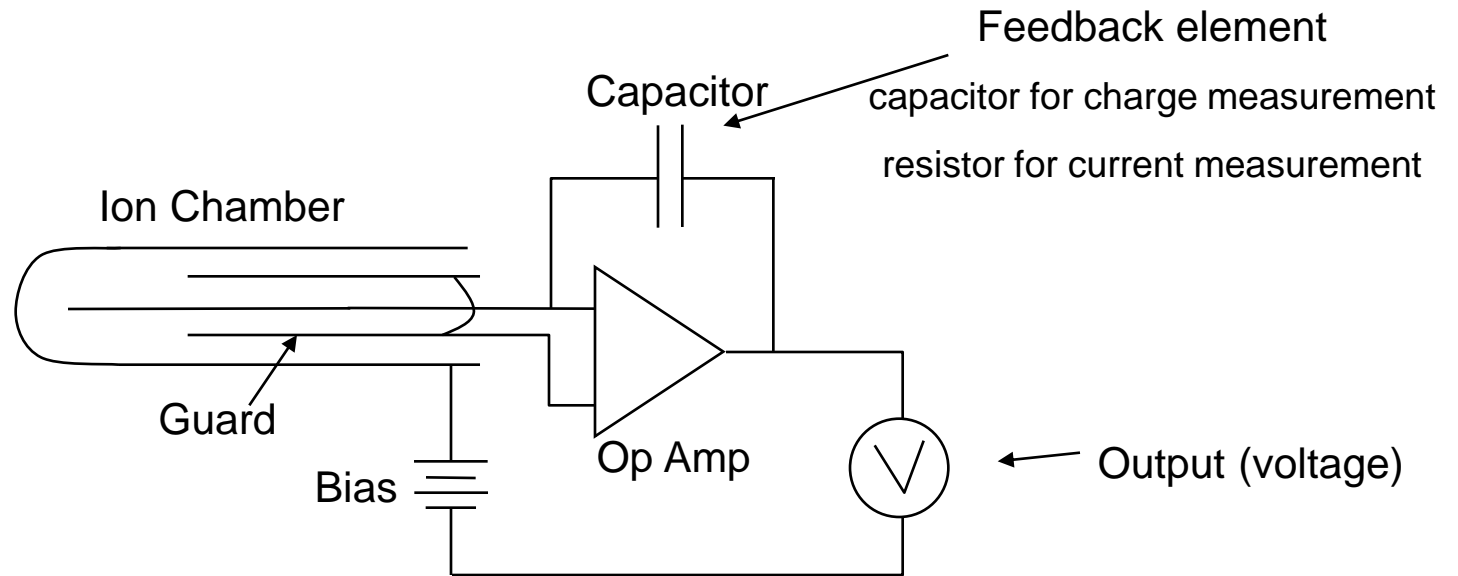 Feedback element
Capacitor
capacitor for charge measurement
resistor for current measurement
Ion Chamber
Guard
Op Amp
Bias
Output (voltage)
V